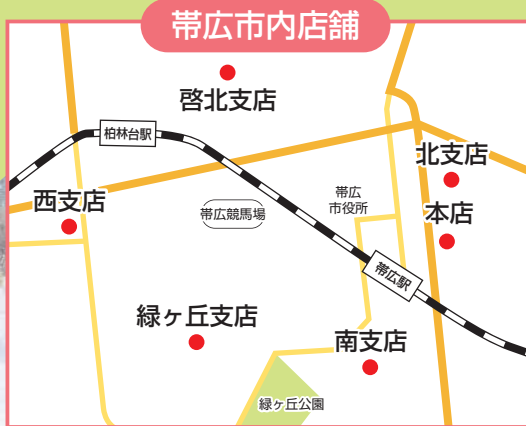 帯広市内店舗
啓北支店
柏林台駅
北支店
西支店
帯広
市役所
帯広競馬場
本店
帯広駅
緑ヶ丘支店
南支店
緑ヶ丘公園